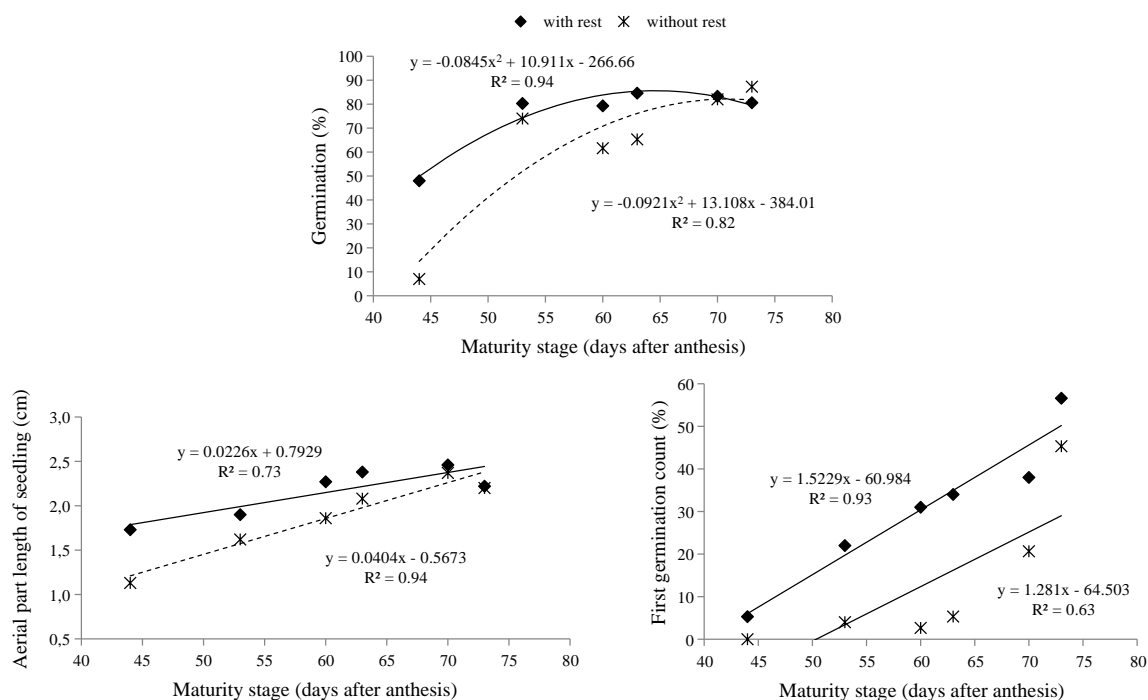 with rest without rest
y = -0.0845x² + 10.911x - 266.66
R² = 0.94
100
90
80
70
60
50
40
30
20
10
0
Germination (%)
y = -0.0921x² + 13.108x - 384.01
R² = 0.82
40 45 50 55 60 65 70 75 80
Maturity stage (days after anthesis)
3,0
2.5
2.0
1.5
1,0
0,5
Aerial part length of seedling (cm)
y = 0.0226x + 0.7929
R² = 0.73
y = 0.0404x - 0.5673
R² = 0.94
40 45 50 55 60 65 70 75 80
Maturity stage (days after anthesis)
60
50
40
30
20
10
0
First germination count (%)
y = 1.5229x - 60.984
R² = 0.93
y = 1.281x - 64.503
R² = 0.63
40 50 60 70 80
Maturity stage (days after anthesis)